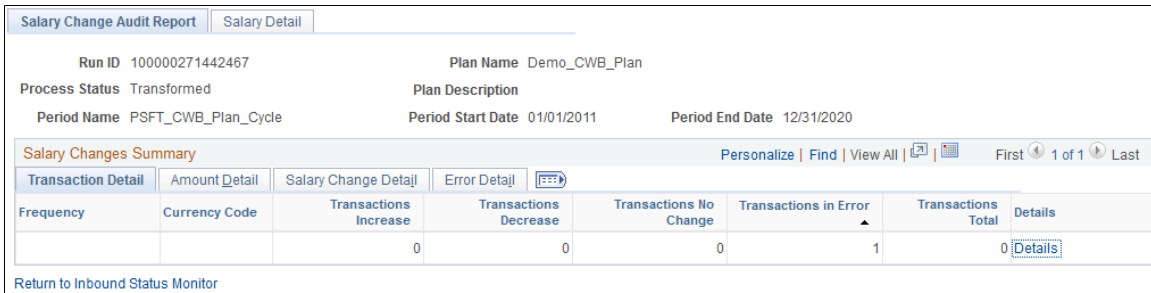 Salary Change Audit Report Salary Detail
Run ID 100000271442467 Plan Name Demo_CWB_Plan
Process Status Transformed Plan Description
Period Name PSFT_CWB_Plan_Cycle Period Start Date 01/01/2011 Period End Date 12/31/2020
Salary Changes Summary Personalize | Find | View All | | First 1 of 1 Last
Transaction Detail Amount Detail Salary Change Detail Error Detail
Frequency Currency Code Transactions Increase Transactions Decrease Transactions No Change Transactions in Error Transactions Total Details
0 0 0 1 0 Details
Return to Inbound Status Monitor